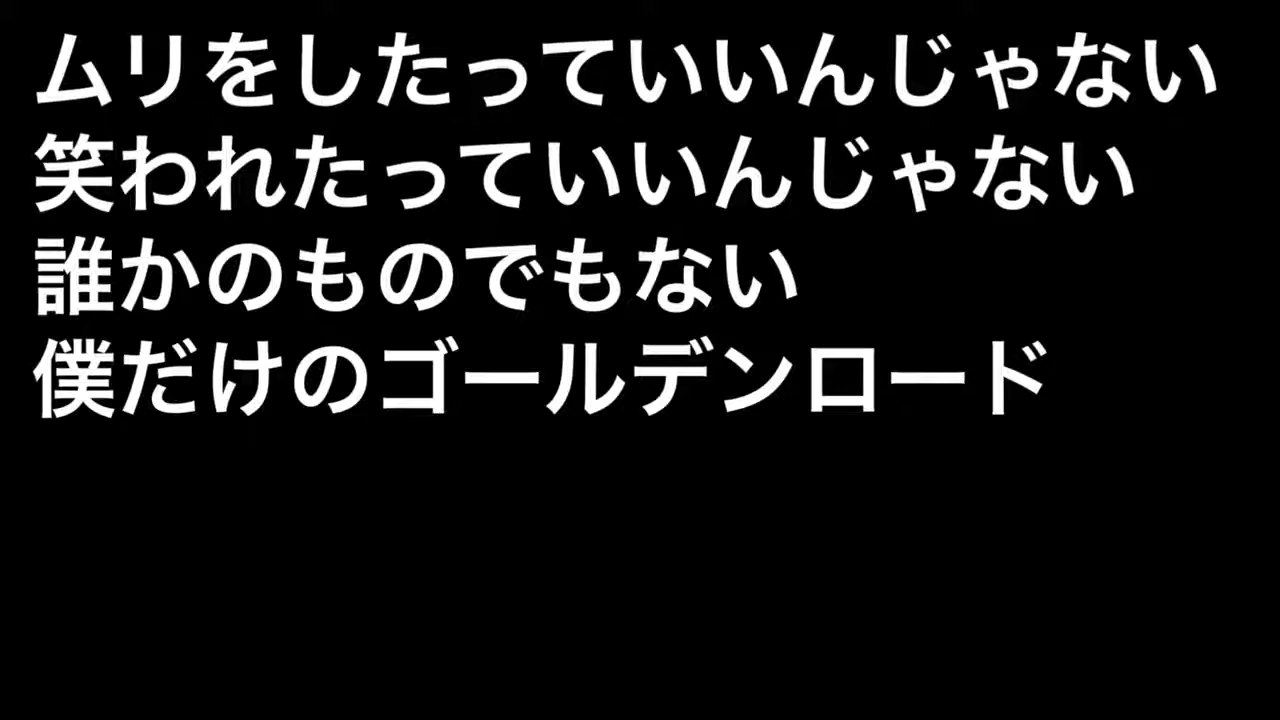 ムリをしたっていいんじゃない
笑われたっていいんじゃない
誰かのものでもない
僕だけのゴールデンロード